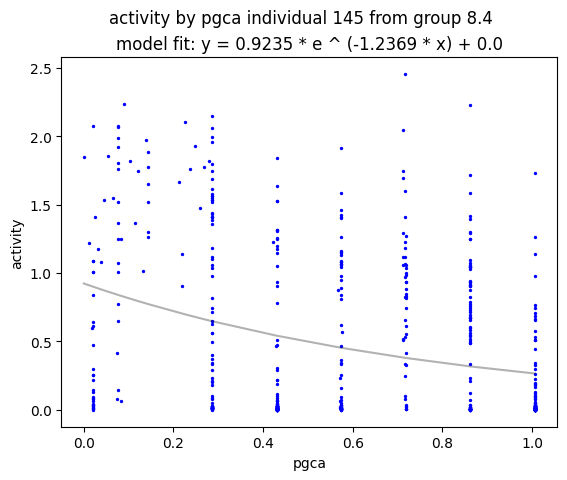 activity by pgca individual 145 from group 8.4
model fit: y = 0.9235 * e ^ (-1.2369 * x) + 0.0
2.5
2.0
1.5
1.0
0.5
0.0
activity
0.0 0.2 0.4 0.6 0.8 1.0
pgca